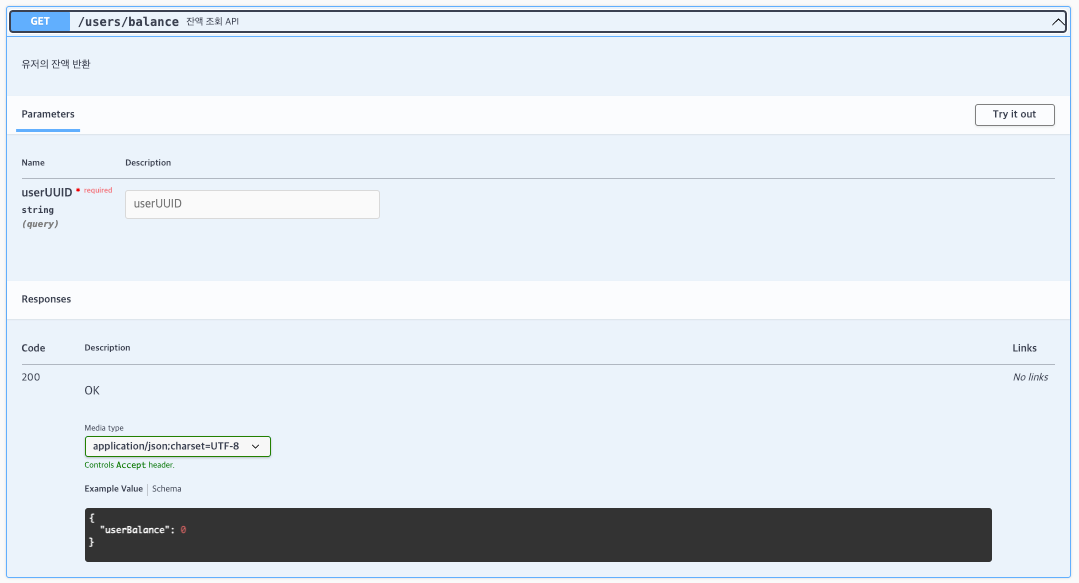 GET /users/balance 잔액 조회 API
유저의 잔액 반환
Parameters
Try it out
Name Description
userUUID * required
string
(query)
userUUID
Responses
Code Description Links
200
OK
No links
Media type
application/json;charset=UTF-8
Controls Accept header.
Example Value | Schema
{
"userBalance": 0
}